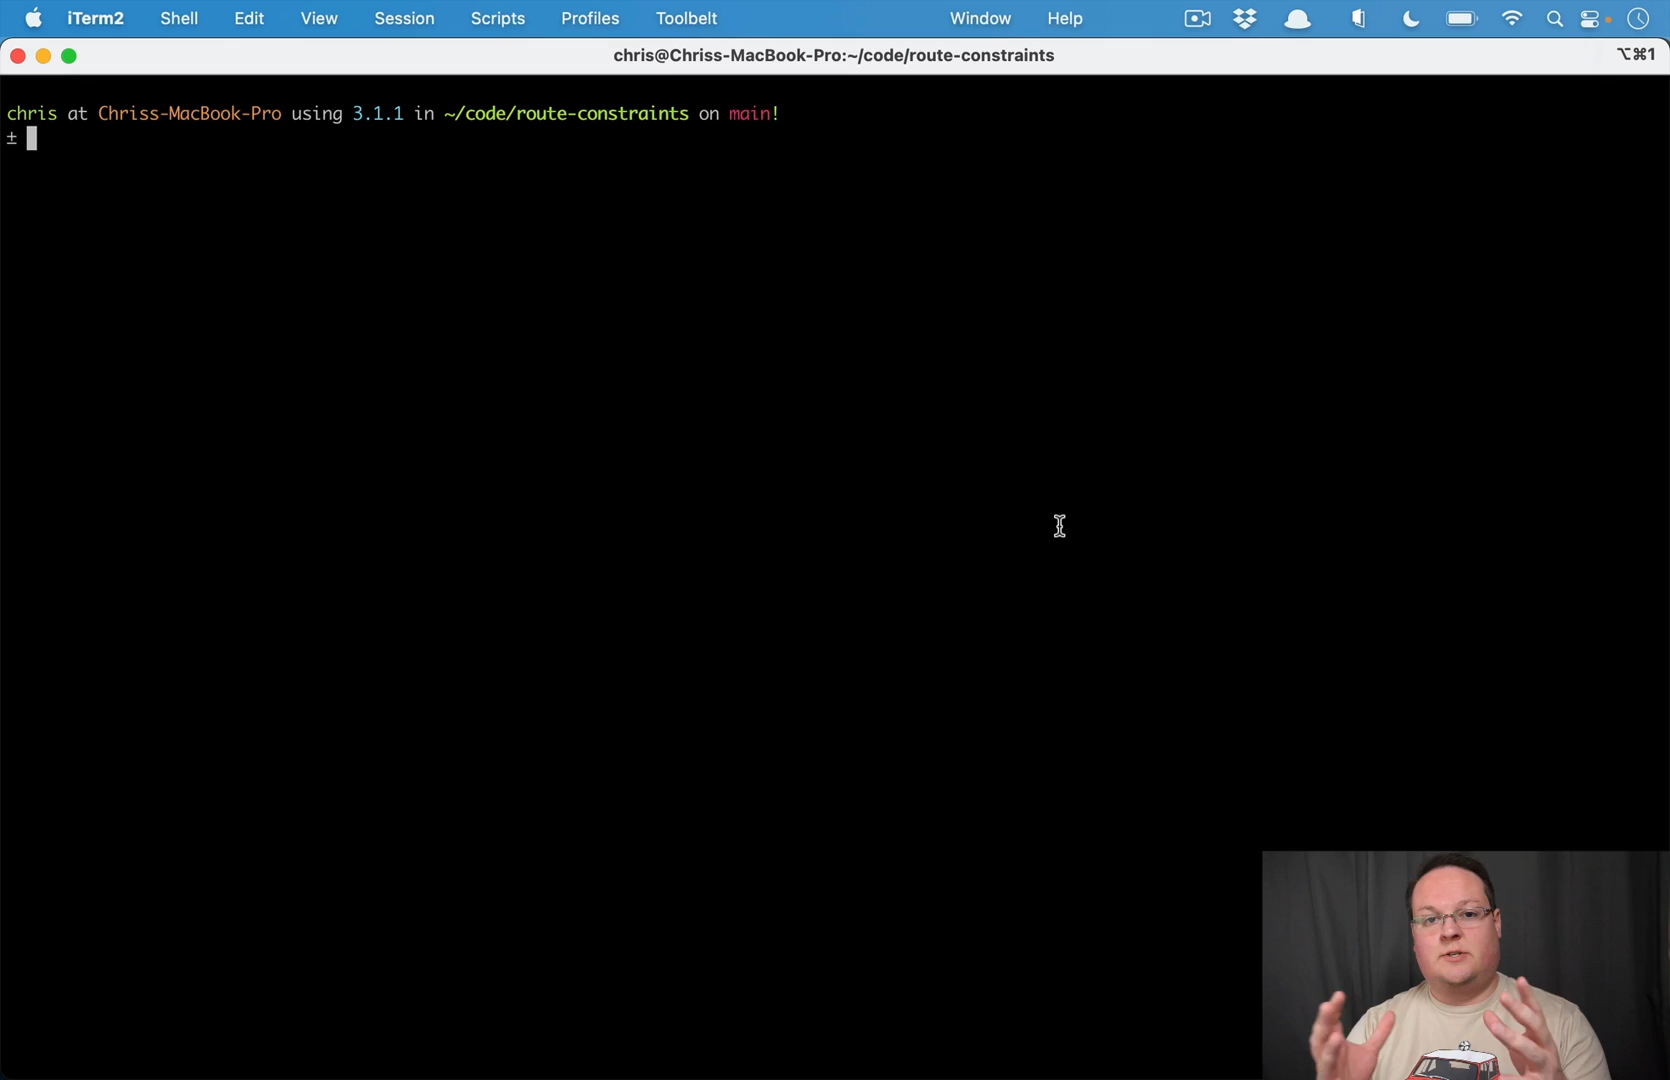 iTerm2 Shell Edit View Session Scripts Profiles Toolbelt Window Help
chris@Chriss-MacBook-Pro:~/code/route-constraints ⌥⌘1
chris at Chriss-MacBook-Pro using 3.1.1 in ~/code/route-constraints on main!
±